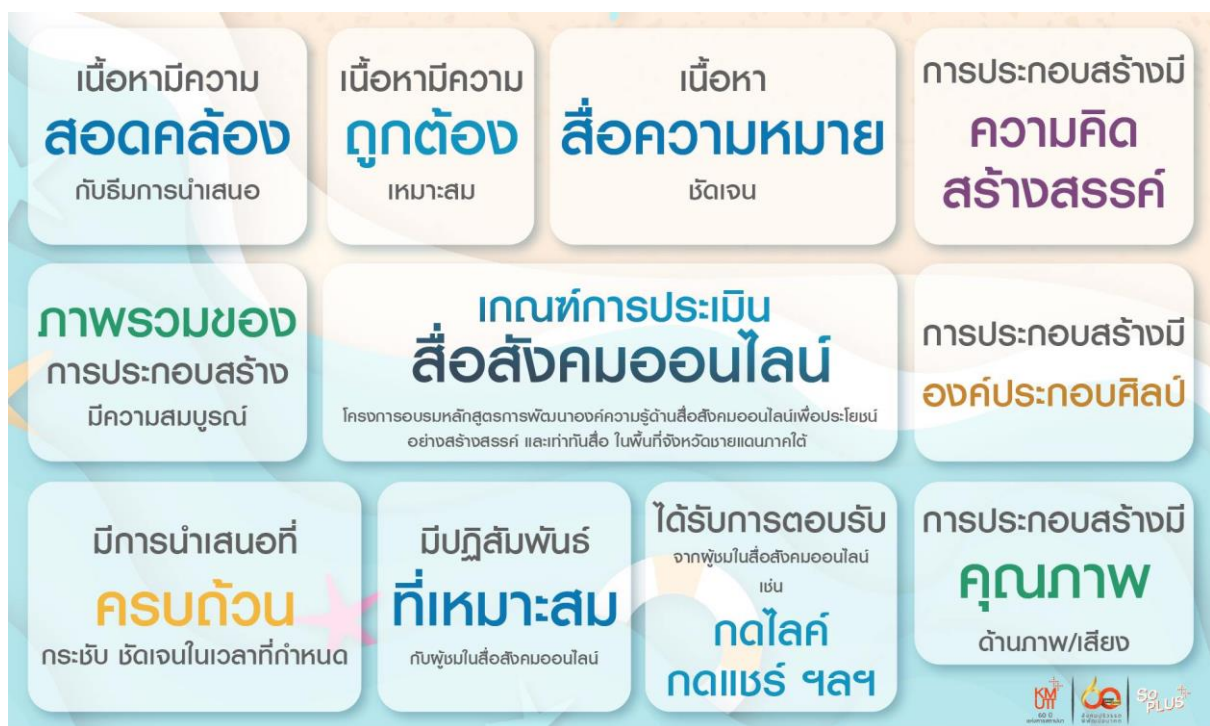 เนื้อหามีความ
สอดคล้อง
กับธีมการนำเสนอ
เนื้อหามีความ
ถูกต้อง
เหมาะสม
เนื้อหา
สื่อความหมาย
ชัดเจน
การประกอบสร้างมี
ความคิด
สร้างสรรค์
ภาพรวมของ
การประกอบสร้าง
มีความสมบูรณ์
เกณฑ์การประเมิน
สื่อสังคมออนไลน์
โครงการอบรมหลักสูตรการพัฒนาองค์ความรู้ด้านสื่อสังคมออนไลน์เพื่อประโยชน์
อย่างสร้างสรรค์ และเท่าทันสื่อ ในพื้นที่จังหวัดชายแดนภาคใต้
การประกอบสร้างมี
องค์ประกอบศิลป์
มีการนำเสนอที่
ครบถ้วน
กระชับ ชัดเจนในเวลาที่กำหนด
มีปฏิสัมพันธ์
ที่เหมาะสม
กับผู้ชมในสื่อสังคมออนไลน์
ได้รับการตอบรับ
จากผู้ชมในสื่อสังคมออนไลน์
เช่น
กดไลค์
กดแชร์ ฯลฯ
การประกอบสร้างมี
คุณภาพ
ด้านภาพ/เสียง
KM
UTT
60 ปี
SO
PLUS